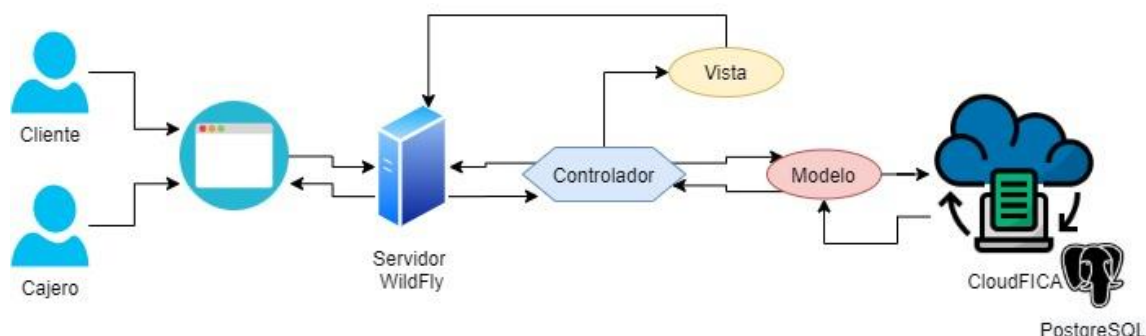 Cliente
Cajero
Servidor
WildFly
Controlador
Vista
Modelo
CloudFICA
PostgreSQL